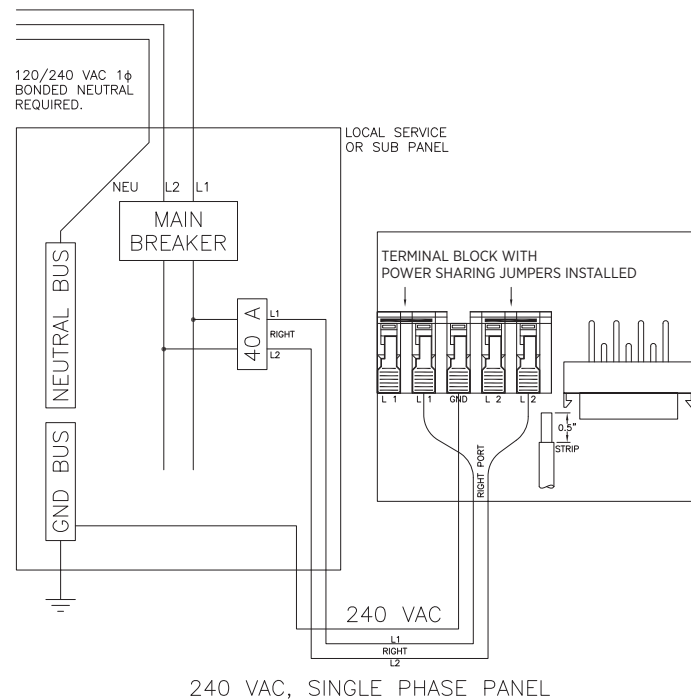 120/240 VAC 1ϕ
BONDED NEUTRAL
REQUIRED.
LOCAL SERVICE
OR SUB PANEL
NEU L2 L1
MAIN
BREAKER
NEUTRAL BUS
40 A
L1
RIGHT
L2
GND BUS
TERMINAL BLOCK WITH
POWER SHARING JUMPERS INSTALLED
L 1 L 1 GND L 2 L 2
0.5"
STRIP
RIGHT PORT
240 VAC
L1
RIGHT
L2
240 VAC, SINGLE PHASE PANEL